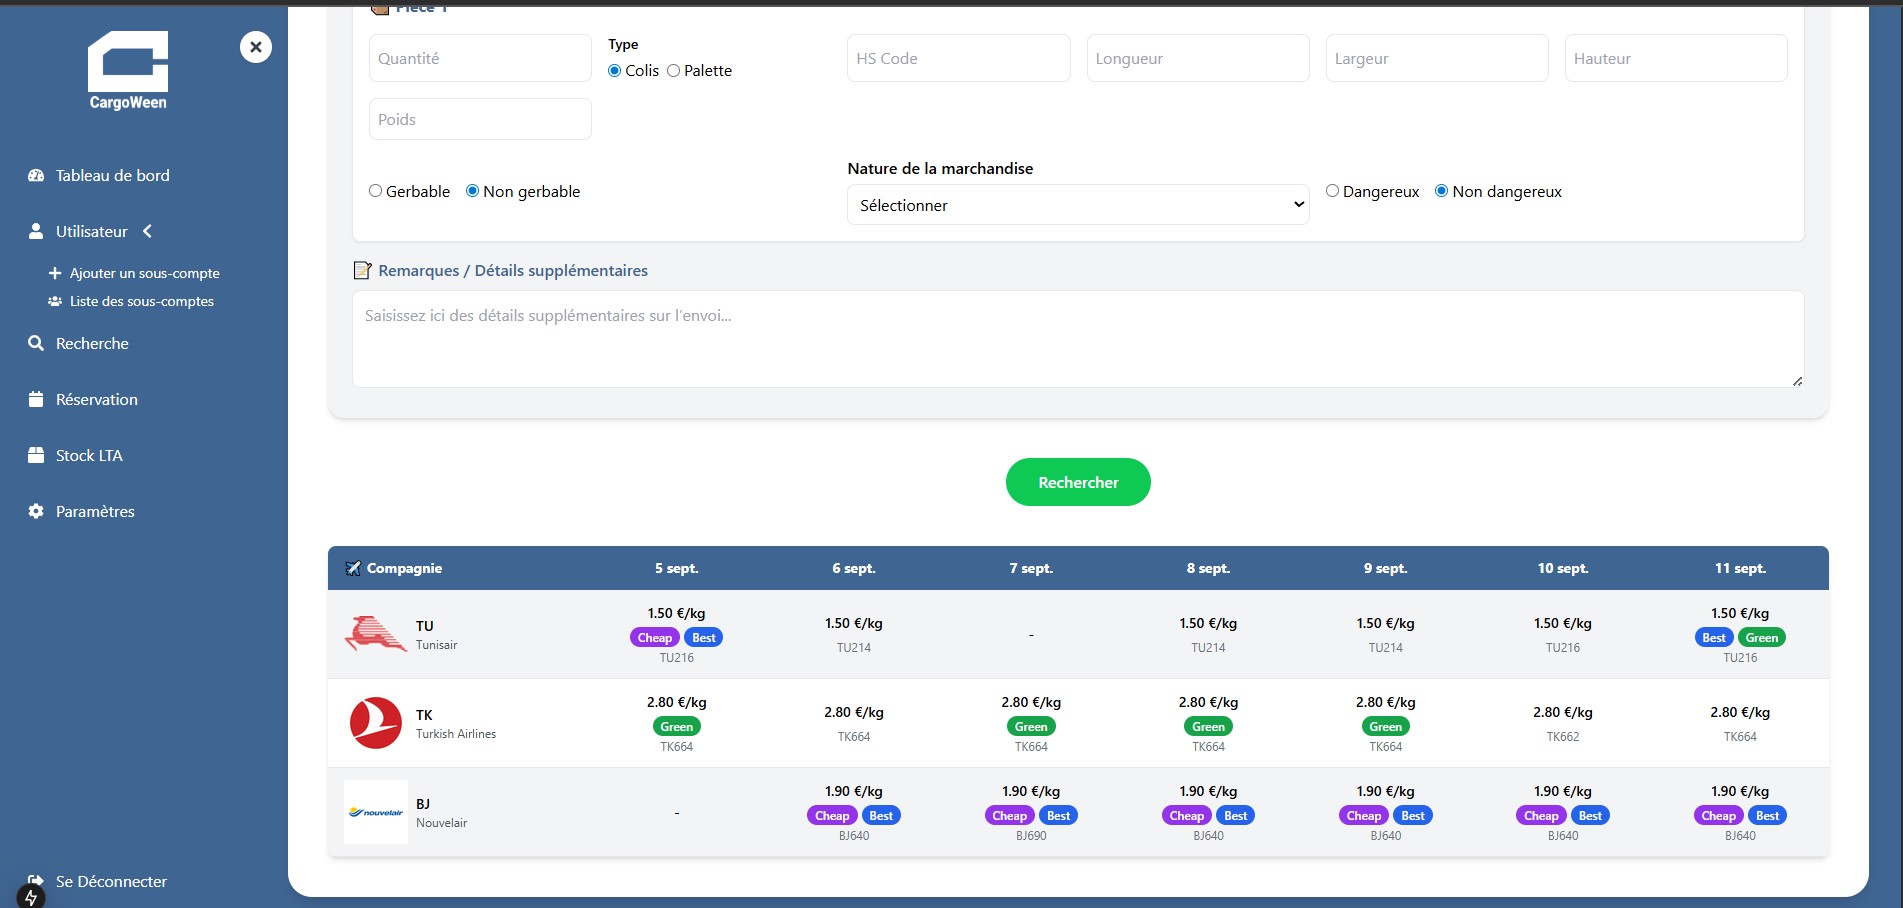 CargoWeen
Tableau de bord
Utilisateur
Ajouter un sous-compte
Liste des sous-comptes
Recherche
Réservation
Stock LTA
Paramètres
Se Déconnecter
Pièce 1
Quantité
Type
Colis Palette
HS Code
Longueur
Largeur
Hauteur
Poids
Gerbable Non gerbable
Nature de la marchandise
Sélectionner
Dangereux Non dangereux
Remarques / Détails supplémentaires
Saisissez ici des détails supplémentaires sur l'envoi...
Rechercher
Compagnie 5 sept. 6 sept. 7 sept. 8 sept. 9 sept. 10 sept. 11 sept.
TU
Tunisair
1.50 €/kg
Cheap Best
TU216
1.50 €/kg
TU214
-
1.50 €/kg
TU214
1.50 €/kg
TU214
1.50 €/kg
TU216
1.50 €/kg
Best Green
TU216
TK
Turkish Airlines
2.80 €/kg
Green
TK664
2.80 €/kg
TK664
2.80 €/kg
Green
TK664
2.80 €/kg
Green
TK664
2.80 €/kg
Green
TK664
2.80 €/kg
TK662
2.80 €/kg
TK664
nouvelair
BJ
Nouvelair
-
1.90 €/kg
Cheap Best
BJ640
1.90 €/kg
Cheap Best
BJ690
1.90 €/kg
Cheap Best
BJ640
1.90 €/kg
Cheap Best
BJ640
1.90 €/kg
Cheap Best
BJ640
1.90 €/kg
Cheap Best
BJ640